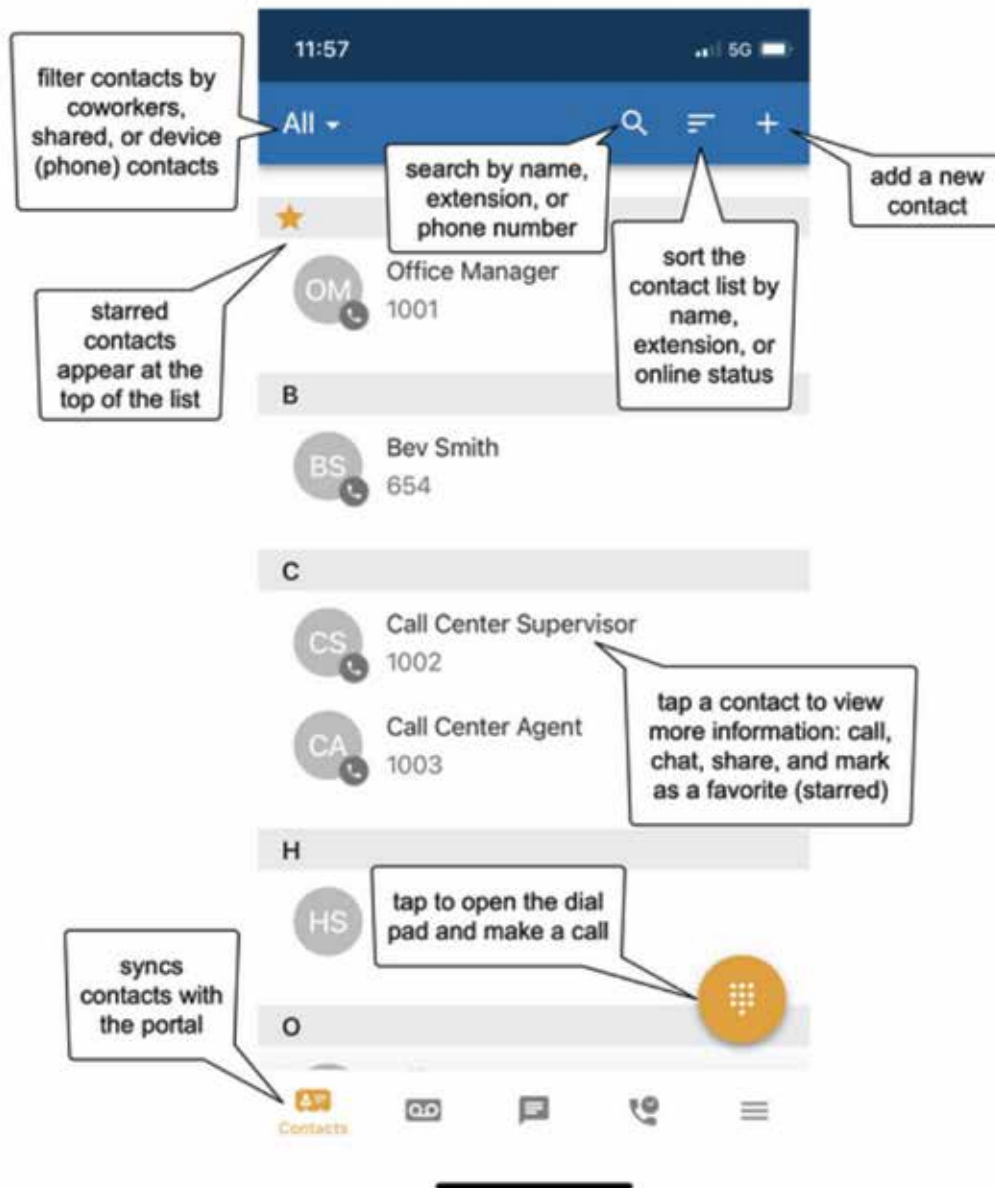 11:57
5G
filter contacts by
coworkers,
shared, or device
(phone) contacts
All
search by name,
extension, or
phone number
add a new
contact
sort the
contact list by
name,
extension, or
online status
starred
contacts
appear at the
top of the list
OM
Office Manager
1001
B
BS
Bev Smith
654
C
CS
Call Center Supervisor
1002
tap a contact to view
more information: call,
chat, share, and mark
as a favorite (starred)
CA
Call Center Agent
1003
H
HS
tap to open the dial
pad and make a call
syncs
contacts with
the portal
O
Contacts